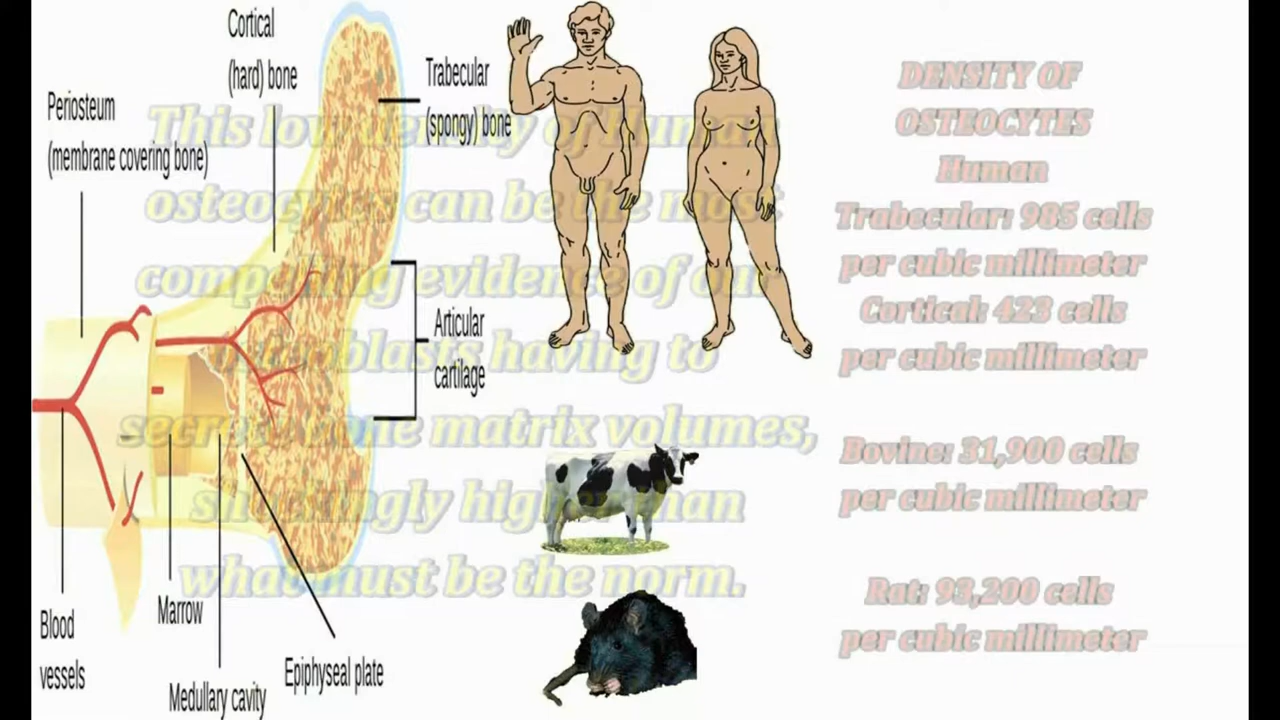 Cortical
(hard) bone
Trabecular
(spongy) bone
Periosteum
(membrane covering bone)
Articular
cartilage
Blood
vessels
Marrow
Medullary cavity
Epiphyseal plate
This low density of Human
osteocytes can be the most
compelling evidence of our
osteoblasts having to
secrete bone matrix volumes,
shockingly higher than
what must be the norm.
DENSITY OF
OSTEOCYTES
Human
Trabecular: 985 cells
per cubic millimeter
Cortical: 423 cells
per cubic millimeter
Bovine: 31,900 cells
per cubic millimeter
Rat: 93,200 cells
per cubic millimeter